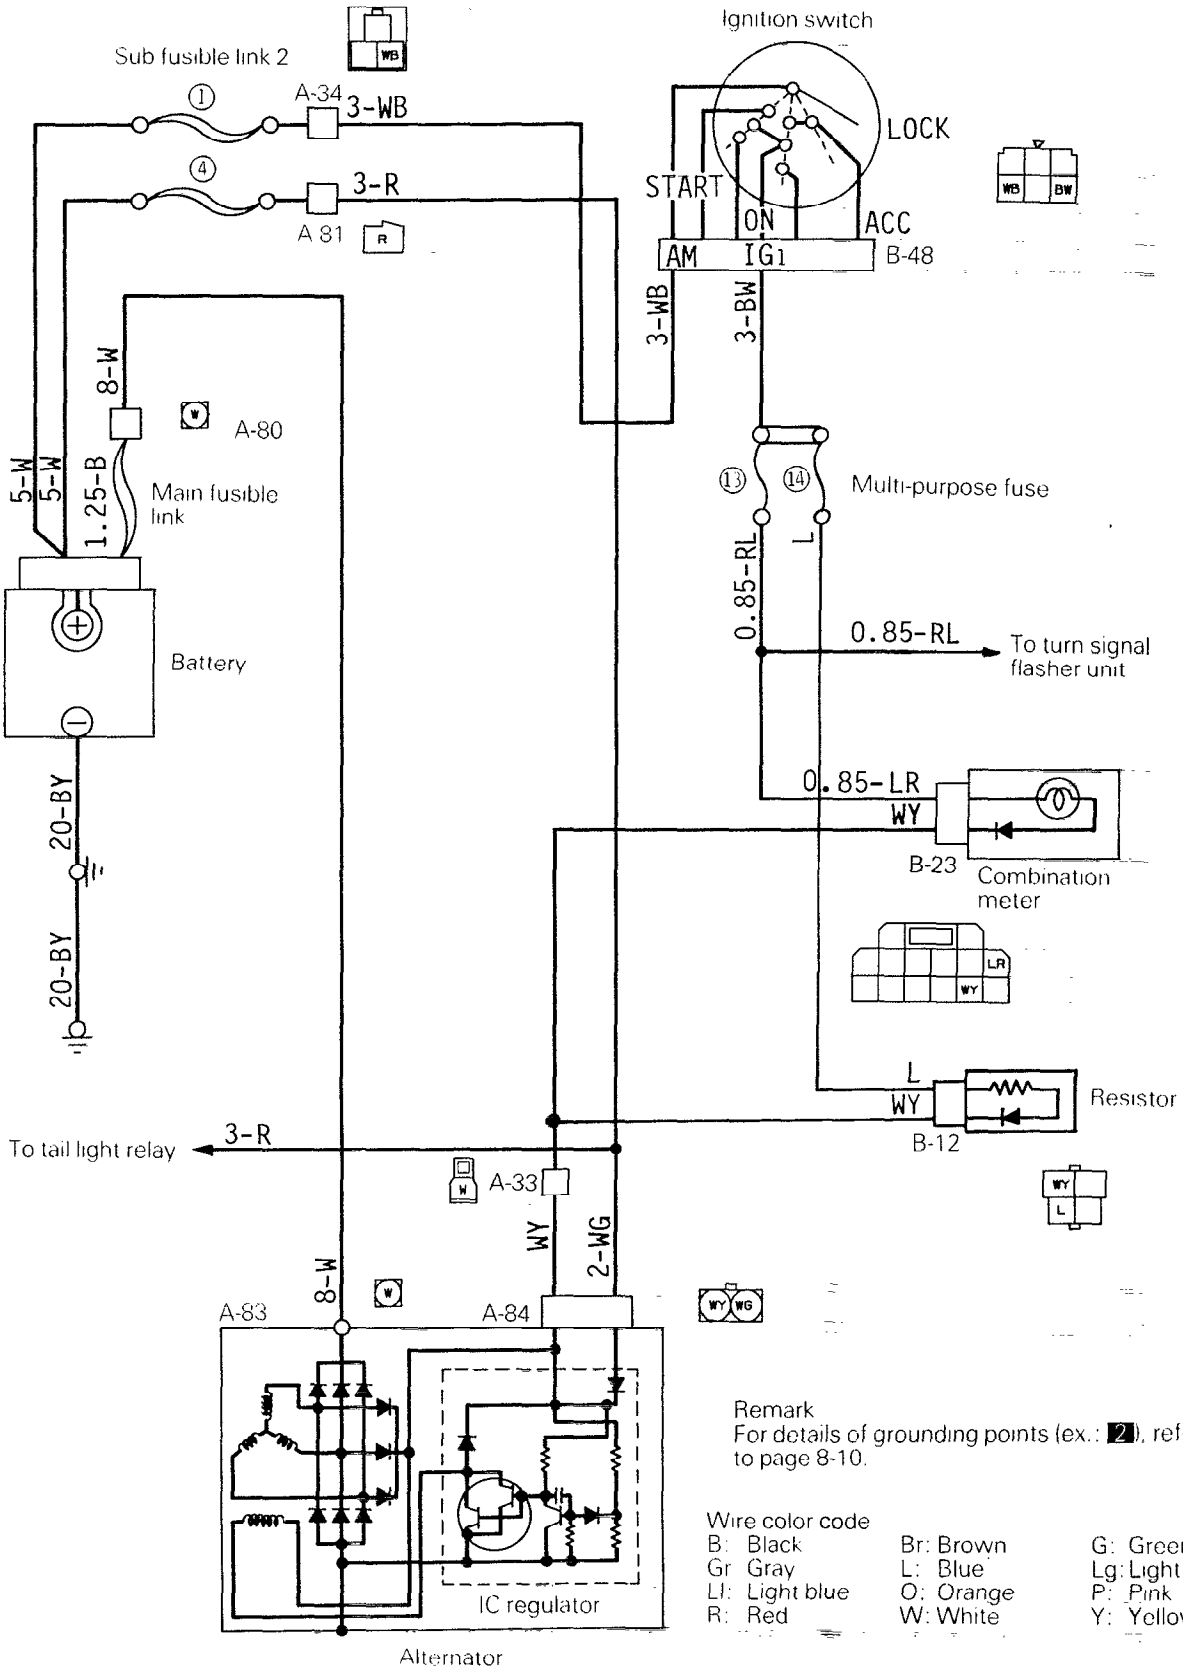 Ignition switch
WB
Sub fusible link 2
1
A-34
3-WB
LOCK
4
3-R
START
WB
BW
A 81
R
ON
ACC
AM
IG1
B-48
3-WB
3-BW
8-W
W
A-80
5-W
5-W
1.25-B
Main fusible
link
13
14
Multi-purpose fuse
L
0.85-RL
0.85-RL
To turn signal
flasher unit
+
Battery
−
20-BY
0.85-LR
WY
B-23
Combination
meter
20-BY
LR
WY
L
WY
Resistor
B-12
To tail light relay
3-R
W
A-33
WY
L
WY
2-WG
8-W
W
A-83
A-84
WY
WG
Remark
For details of grounding points (ex.: 2), ref
to page 8-10.
Wire color code
B: Black
Br: Brown
G: Green
Gr Gray
L: Blue
Lg: Light
Ll: Light blue
O: Orange
P: Pink
R: Red
W: White
Y: Yellow
IC regulator
Alternator